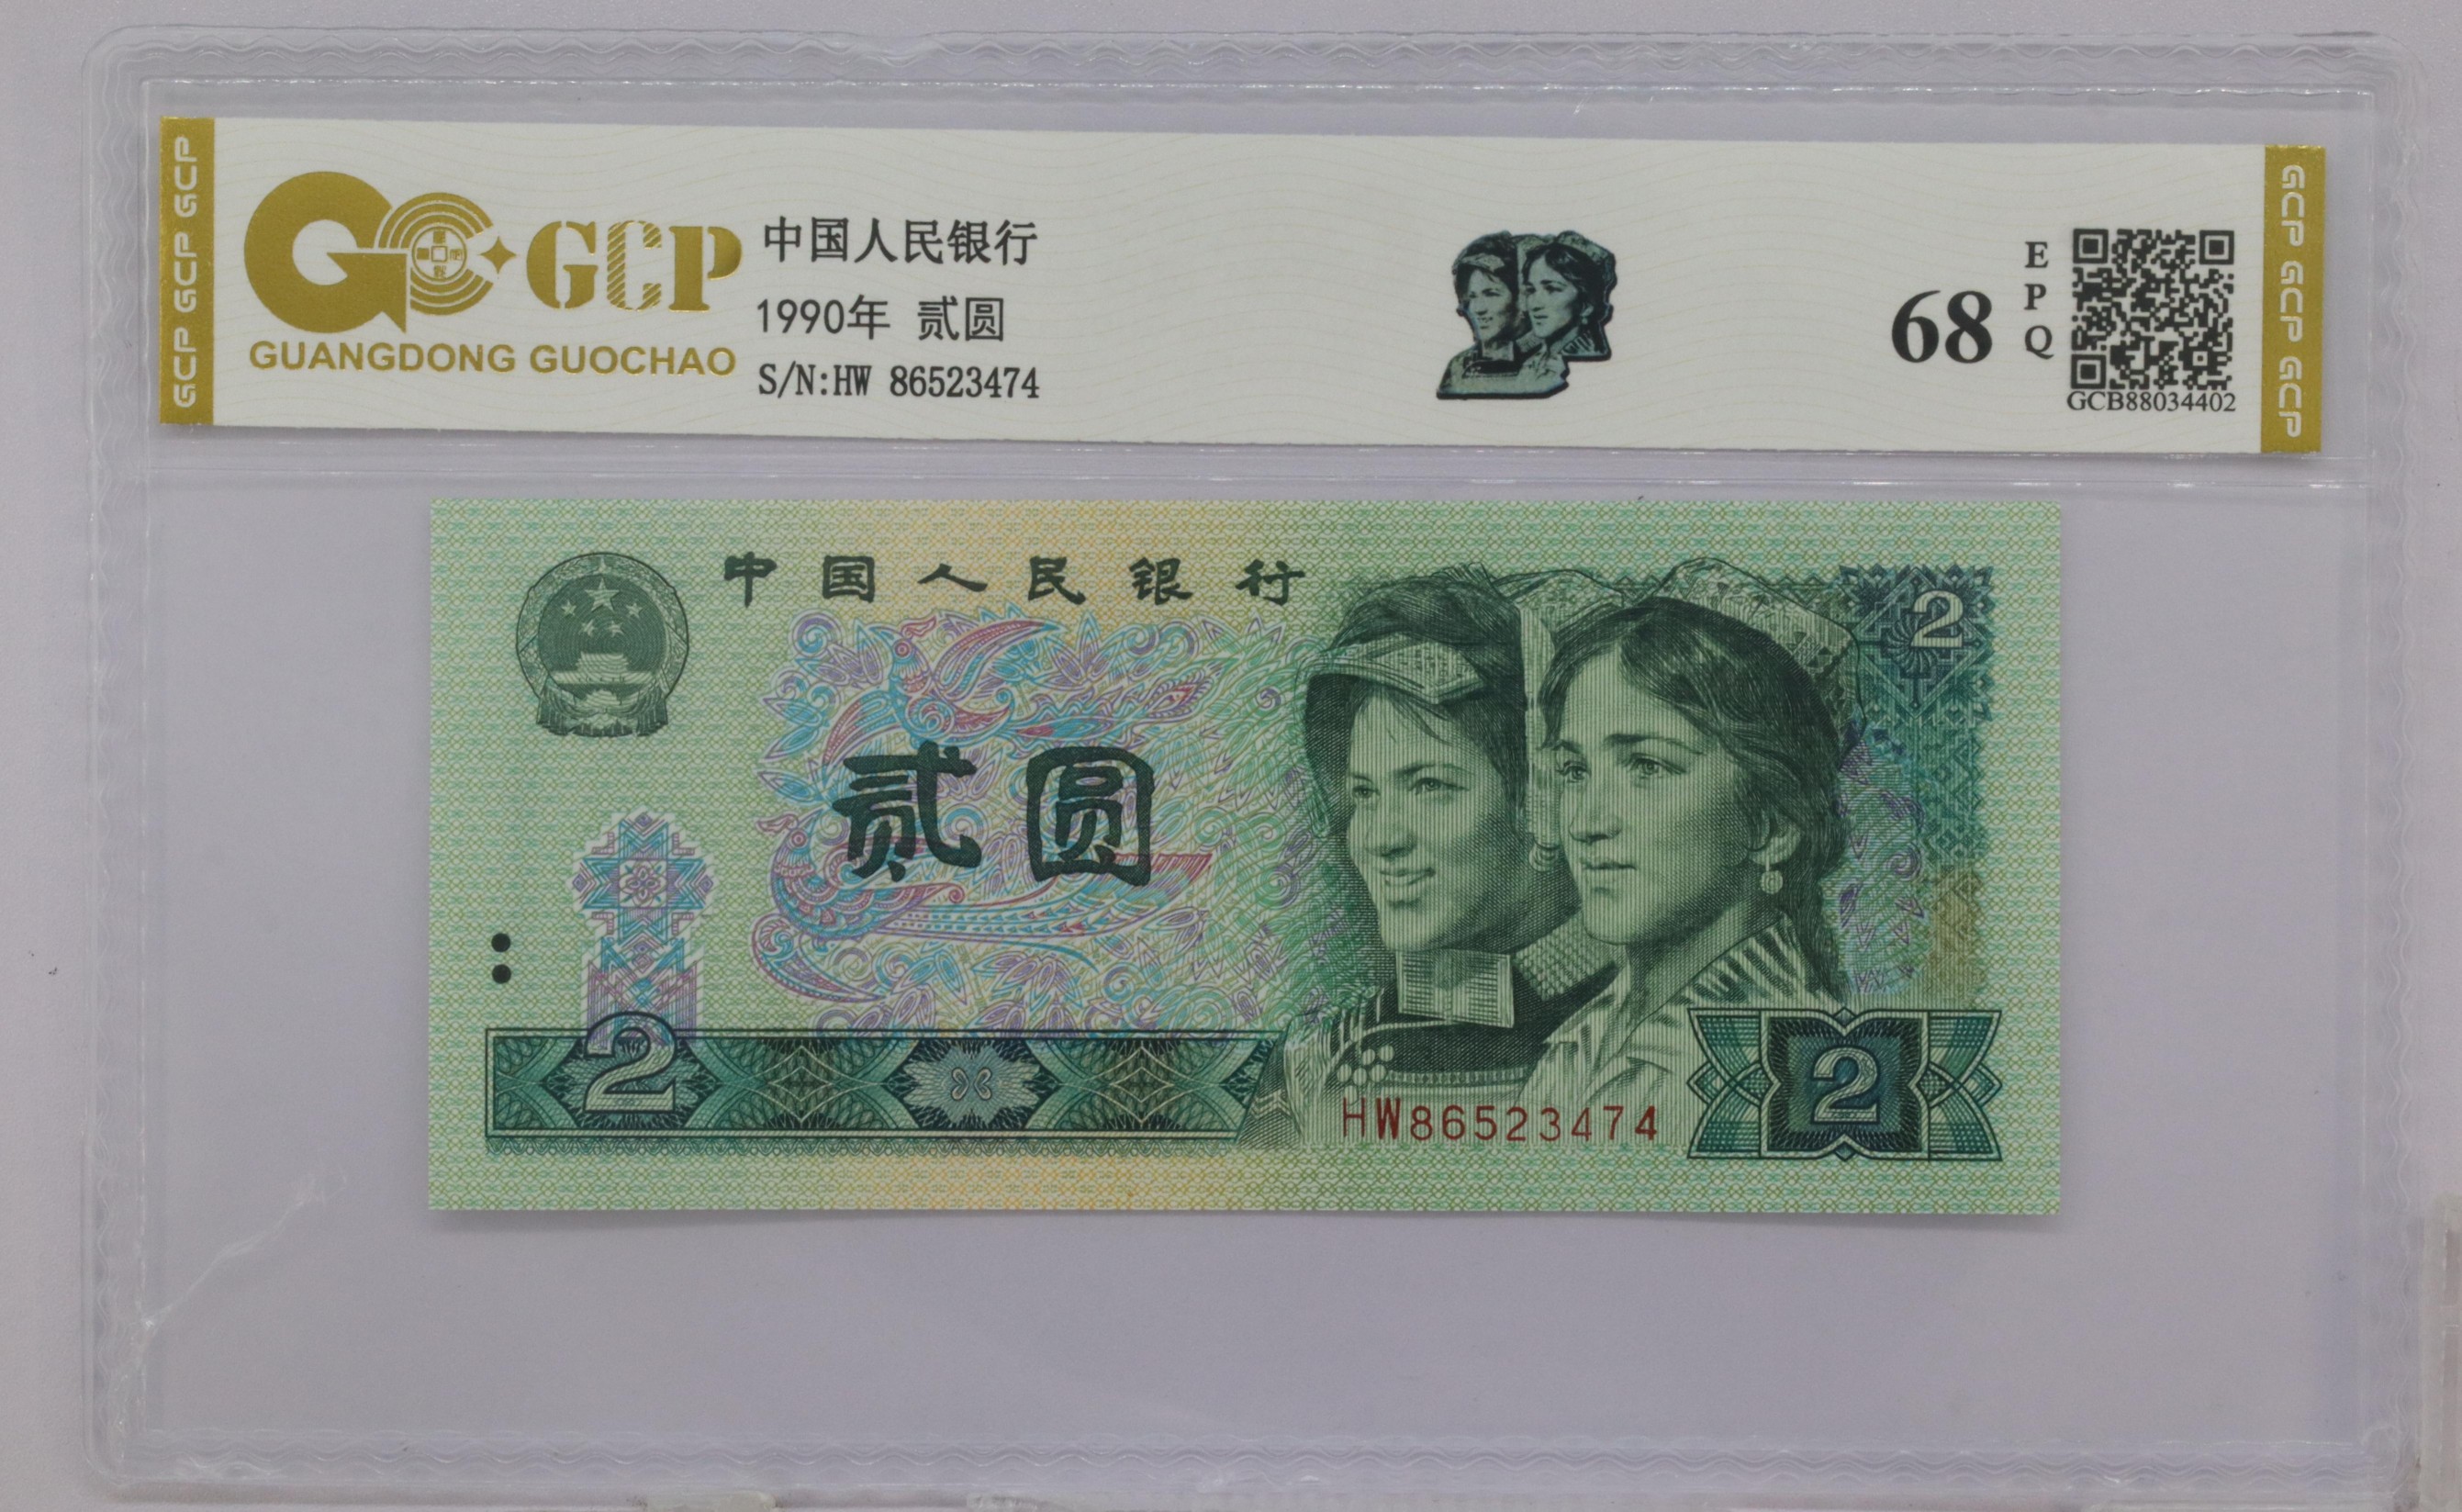 GCP GCP GCP
GCP
GUANGDONG GUOCHAO
中国人民银行
1990年 贰圆
S/N:HW 86523474
68
EPQ
GCB88034402
GCP GCP GCP
中国人民银行
2
贰圆
2
HW86523474
2